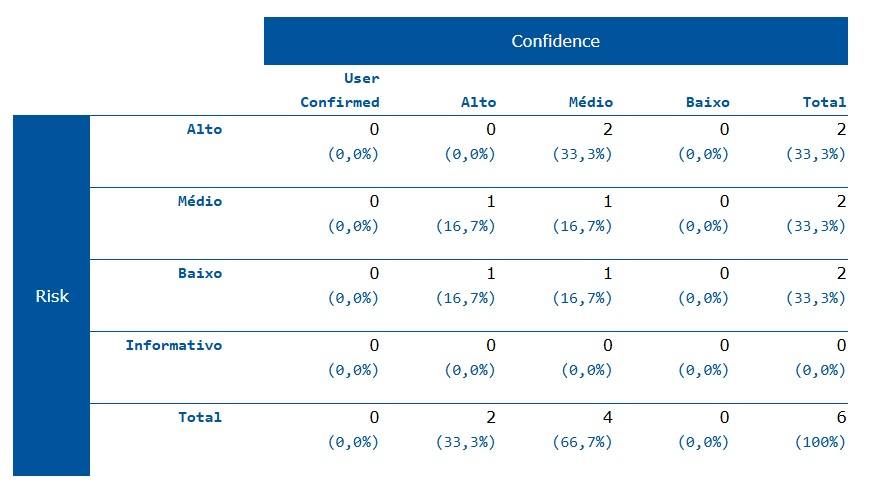 Confidence
User
Confirmed Alto Médio Baixo Total
Alto 0 0 2 0 2
(0,0%) (0,0%) (33,3%) (0,0%) (33,3%)
Médio 0 1 1 0 2
(0,0%) (16,7%) (16,7%) (0,0%) (33,3%)
Risk
Baixo 0 1 1 0 2
(0,0%) (16,7%) (16,7%) (0,0%) (33,3%)
Informativo 0 0 0 0 0
(0,0%) (0,0%) (0,0%) (0,0%) (0,0%)
Total 0 2 4 0 6
(0,0%) (33,3%) (66,7%) (0,0%) (100%)